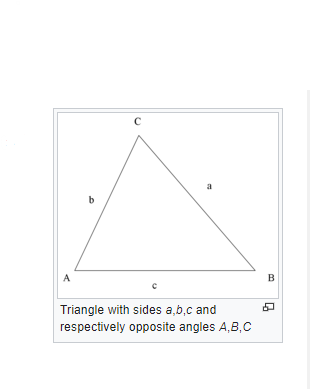 C
b
a
A
B
c
Triangle with sides a,b,c and
respectively opposite angles A,B,C